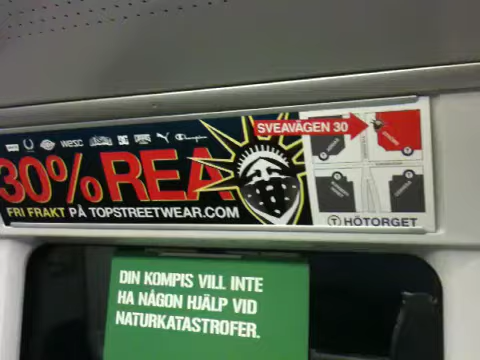 WESC
SVEAVÄGEN 30
30% REA
FRI FRAKT PÅ TOPSTREETWEAR.COM
T HÖTORGET
DIN KOMPIS VILL INTE
HA NÅGON HJÄLP VID
NATURKATASTROFER.